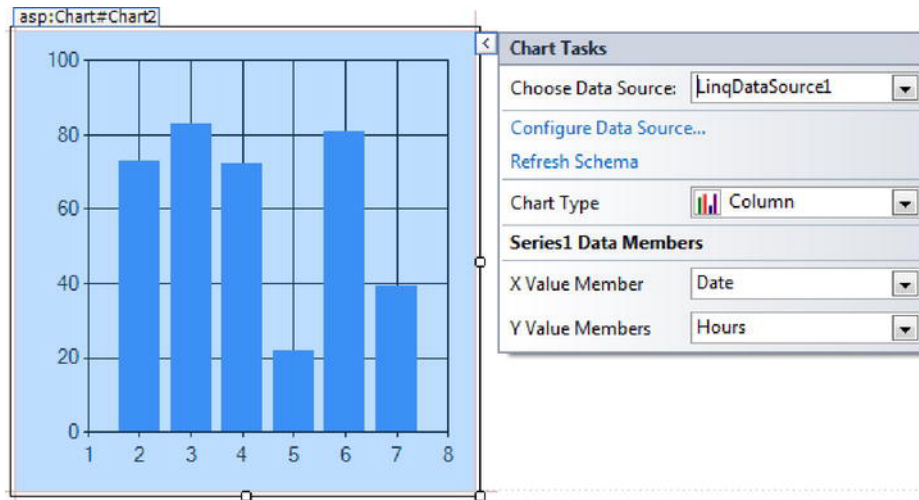 asp:Chart#Chart2
100
80
60
40
20
0
1 2 3 4 5 6 7 8
Chart Tasks
Choose Data Source: LinqDataSource1
Configure Data Source...
Refresh Schema
Chart Type Column
Series1 Data Members
X Value Member Date
Y Value Members Hours